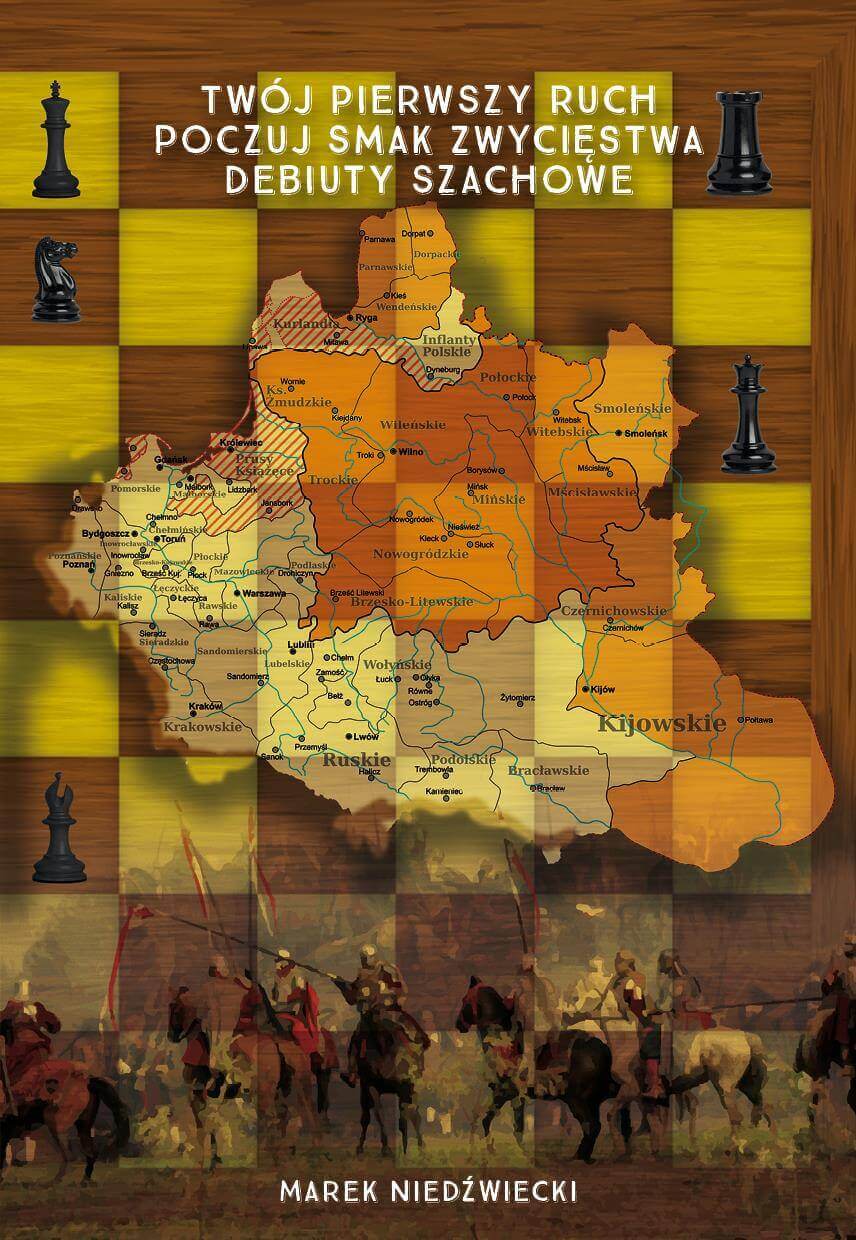 TWÓJ PIERWSZY RUCH
POCZUJ SMAK ZWYCIĘSTWA
DEBIUTY SZACHOWE
Parnawa
Dorpat
Dorpackie
Parnawskie
Kieś
Wendeńskie
Ryga
Kurlandia
Mitawa
Inflanty
Polskie
Dyneburg
Połockie
Połock
Wornie
Ks.
Żmudzkie
Kiejdany
Wileńskie
Witebsk
Witebskie
Smoleńskie
Smoleńsk
Królewiec
Troki
Wilno
Gdańsk
Prusy
Książęce
Trockie
Borysów
Mścisław
Pomorskie
Malbork
Malborskie
Lidzbark
Mińsk
Mińskie
Mścisławskie
Jansbork
Chełmno
Nowogródek
Nieśwież
Bydgoszcz
Chełmińskie
Toruń
Kleck
Słuck
Inowrocławskie
Inowrocław
Poznańskie
Płockie
Nowogródzkie
Poznań
Gniezno
Brześć Kuj.
Płock
Mazowieckie
Podlaskie
Drohiczyn
Łęczyckie
Kaliskie
Łęczyca
Warszawa
Brześć Litewski
Brzesko-Litewskie
Kalisz
Rawskie
Rawa
Czernichowskie
Czernichów
Sieradz
Sieradzkie
Sandomierskie
Lublin
Lubelskie
Chełm
Wołyńskie
Częstochowa
Zamość
Łuck
Ołyka
Sandomierz
Równe
Kijów
Bełz
Ostróg
Żytomierz
Kraków
Krakowskie
Kijowskie
Połtawa
Lwów
Przemyśl
Sanok
Ruskie
Halicz
Trembowla
Podolskie
Bracławskie
Kamieniec
Bracław
MAREK NIEDŹWIECKI